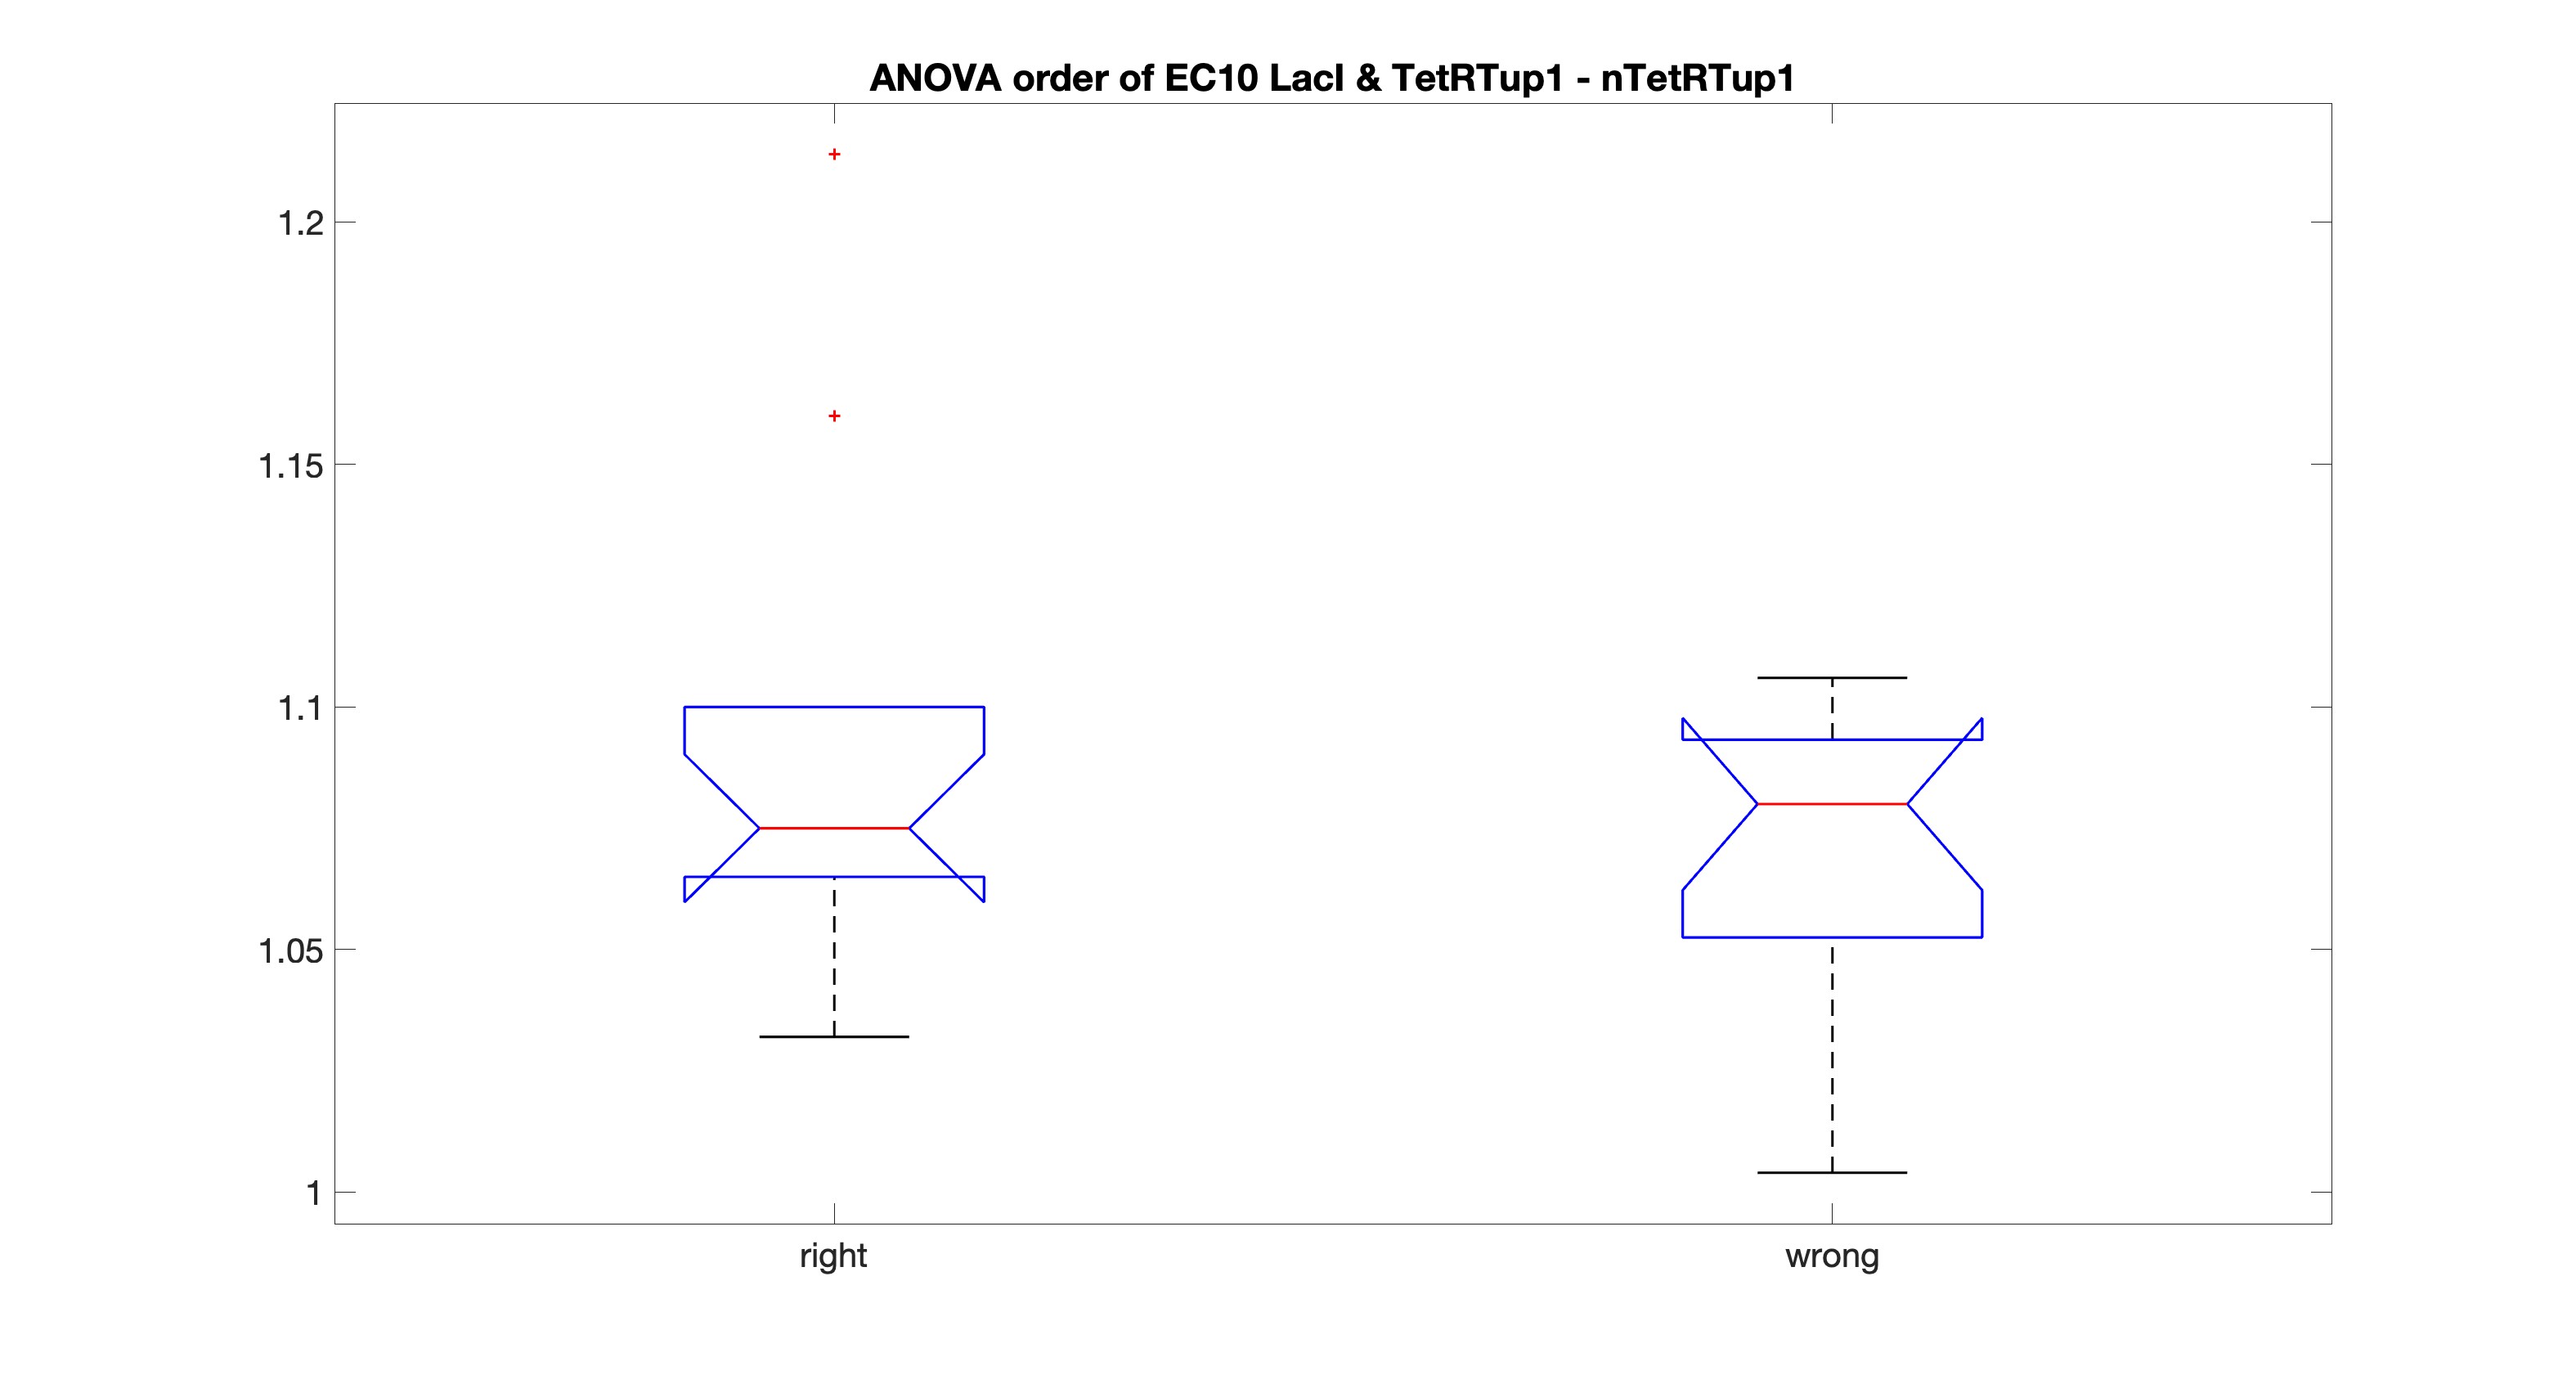 ANOVA order of EC10 LacI & TetRTup1 - nTetRTup1
1.2
1.15
1.1
1.05
1
right
wrong